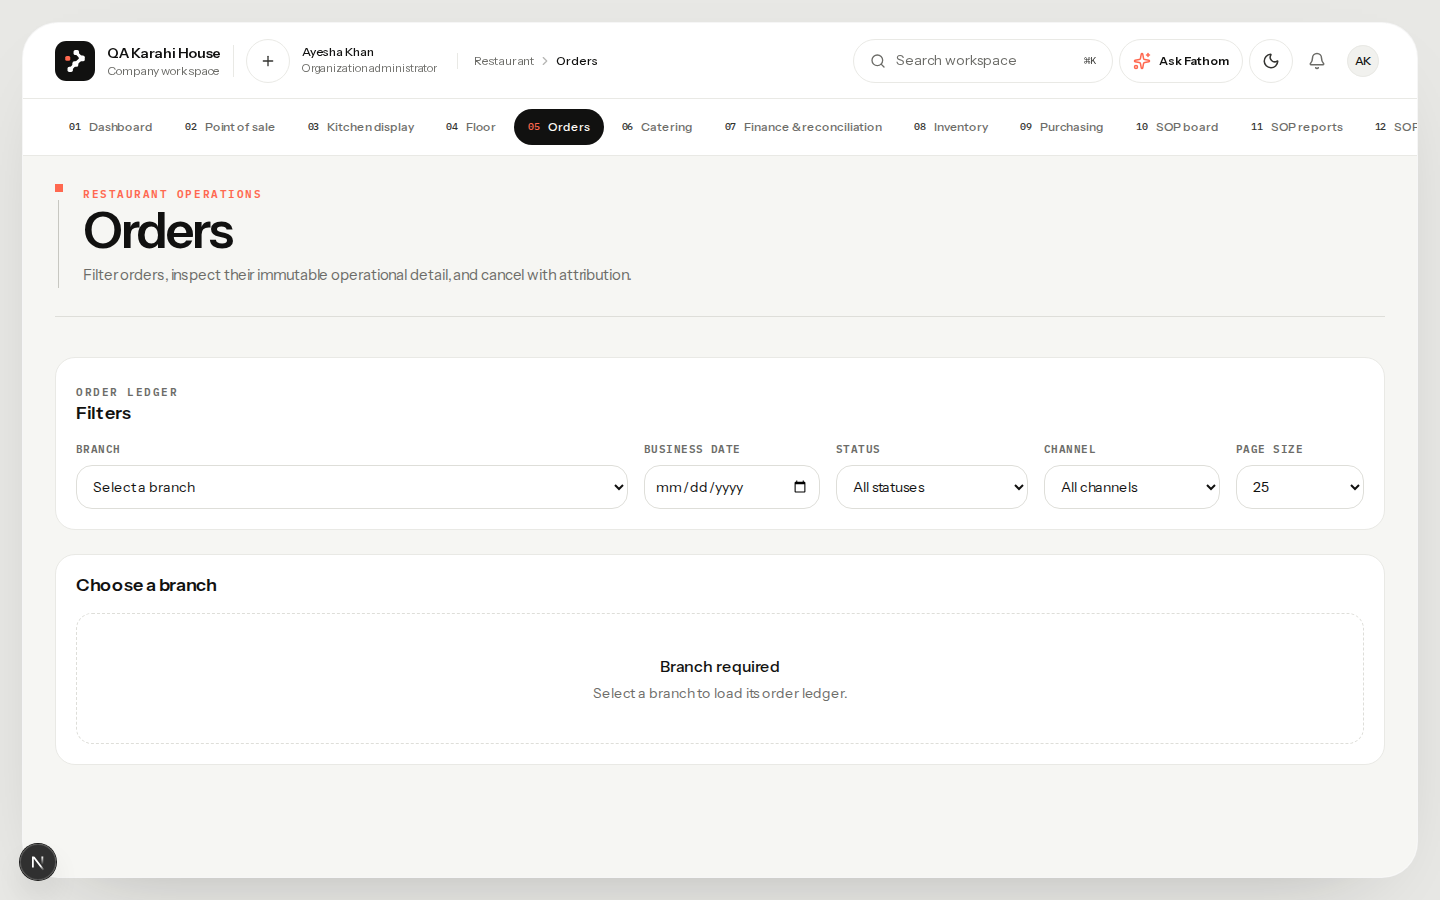 QA Karahi House
Company workspace
Ayesha Khan
Organization administrator
Restaurant > Orders
Search workspace ⌘K
Ask Fathom
AK
01 Dashboard
02 Point of sale
03 Kitchen display
04 Floor
05 Orders
06 Catering
07 Finance & reconciliation
08 Inventory
09 Purchasing
10 SOP board
11 SOP reports
12 SOP
RESTAURANT OPERATIONS
Orders
Filter orders, inspect their immutable operational detail, and cancel with attribution.
ORDER LEDGER
Filters
BRANCH
Select a branch
BUSINESS DATE
mm/dd/yyyy
STATUS
All statuses
CHANNEL
All channels
PAGE SIZE
25
Choose a branch
Branch required
Select a branch to load its order ledger.
N